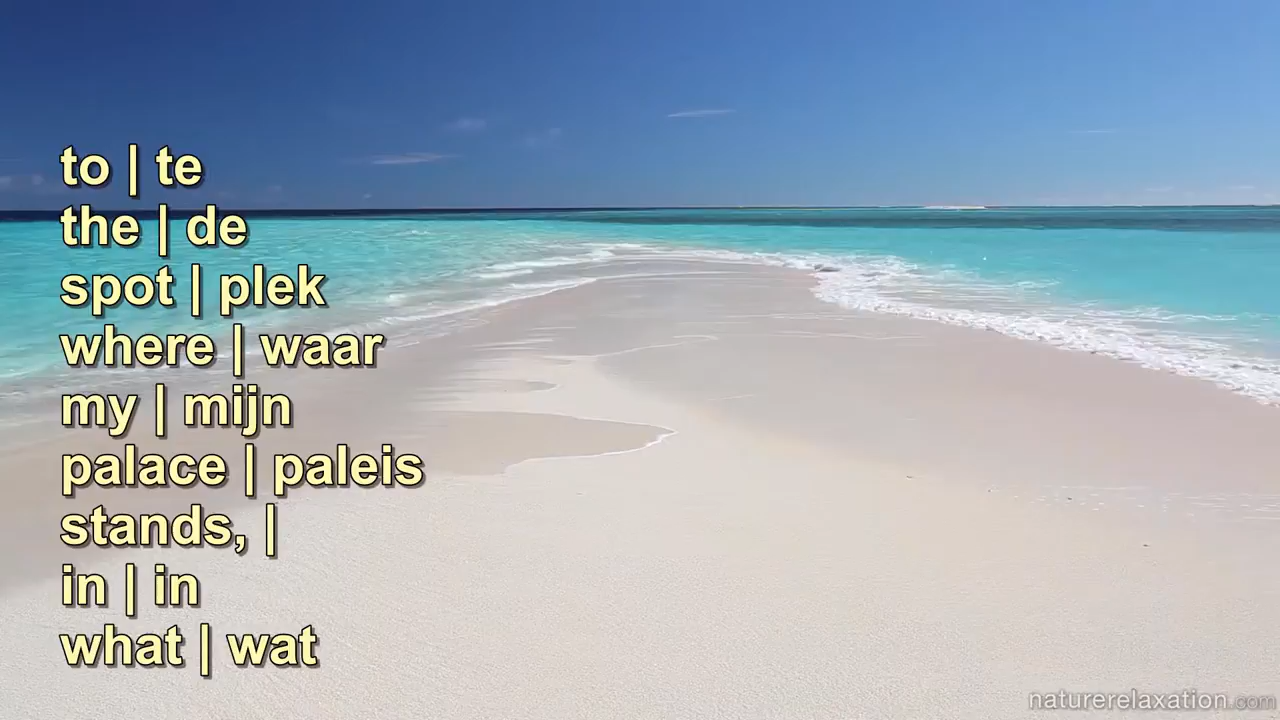 to | te
the | de
spot | plek
where | waar
my | mijn
palace | paleis
stands, |
in | in
what | wat
naturerelaxation.com